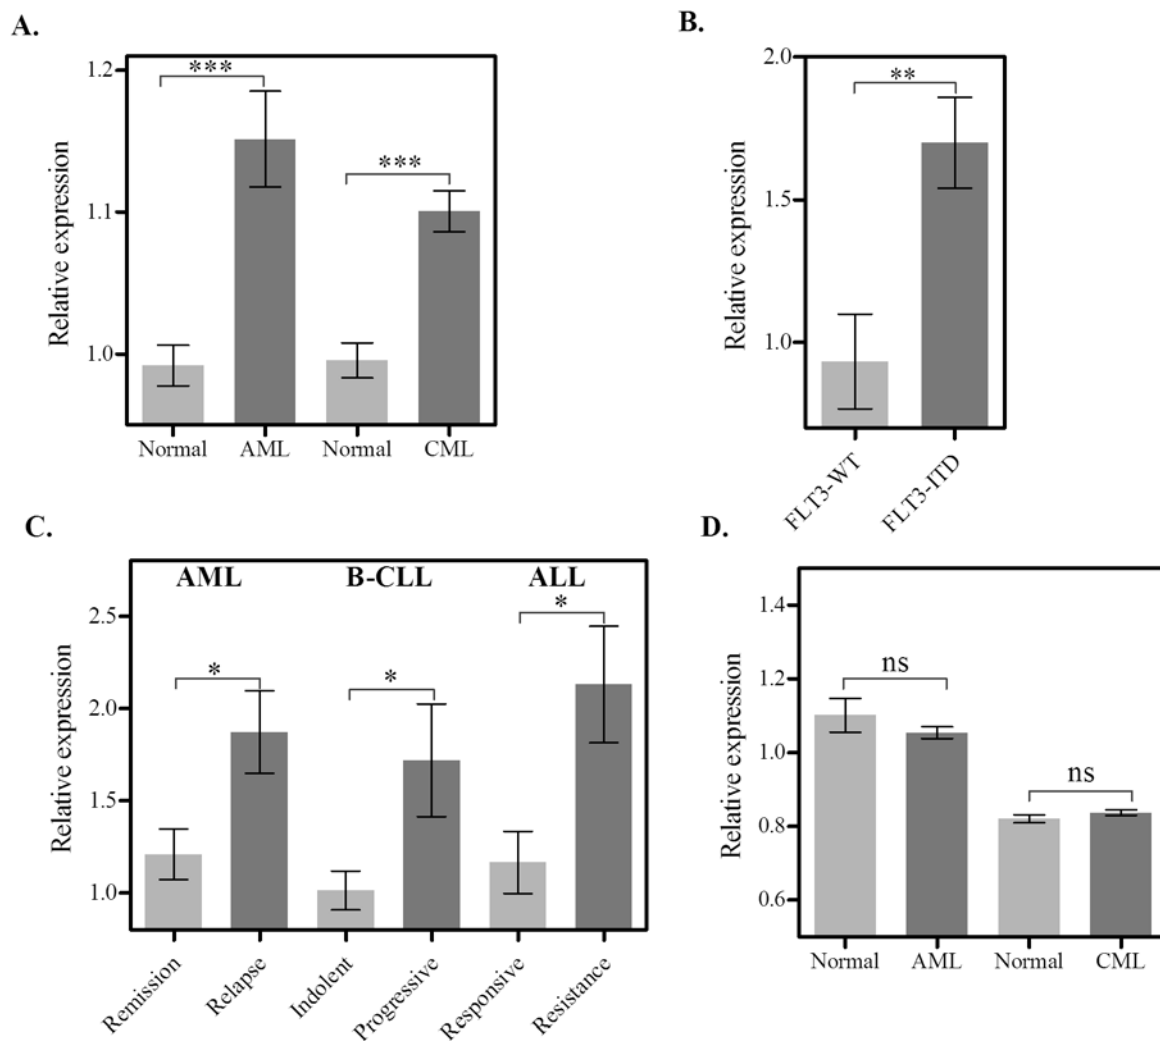 A.
Relative expression
1.2
1.1
1.0
***
***
Normal AML Normal CML
B.
Relative expression
2.0
1.5
1.0
**
FLT3-WT
FLT3-ITD
C.
Relative expression
2.5
2.0
1.5
1.0
AML B-CLL ALL
*
*
*
Remission
Relapse
Indolent
Progressive
Responsive
Resistance
D.
Relative expression
1.4
1.2
1.0
0.8
0.6
ns
ns
Normal AML Normal CML